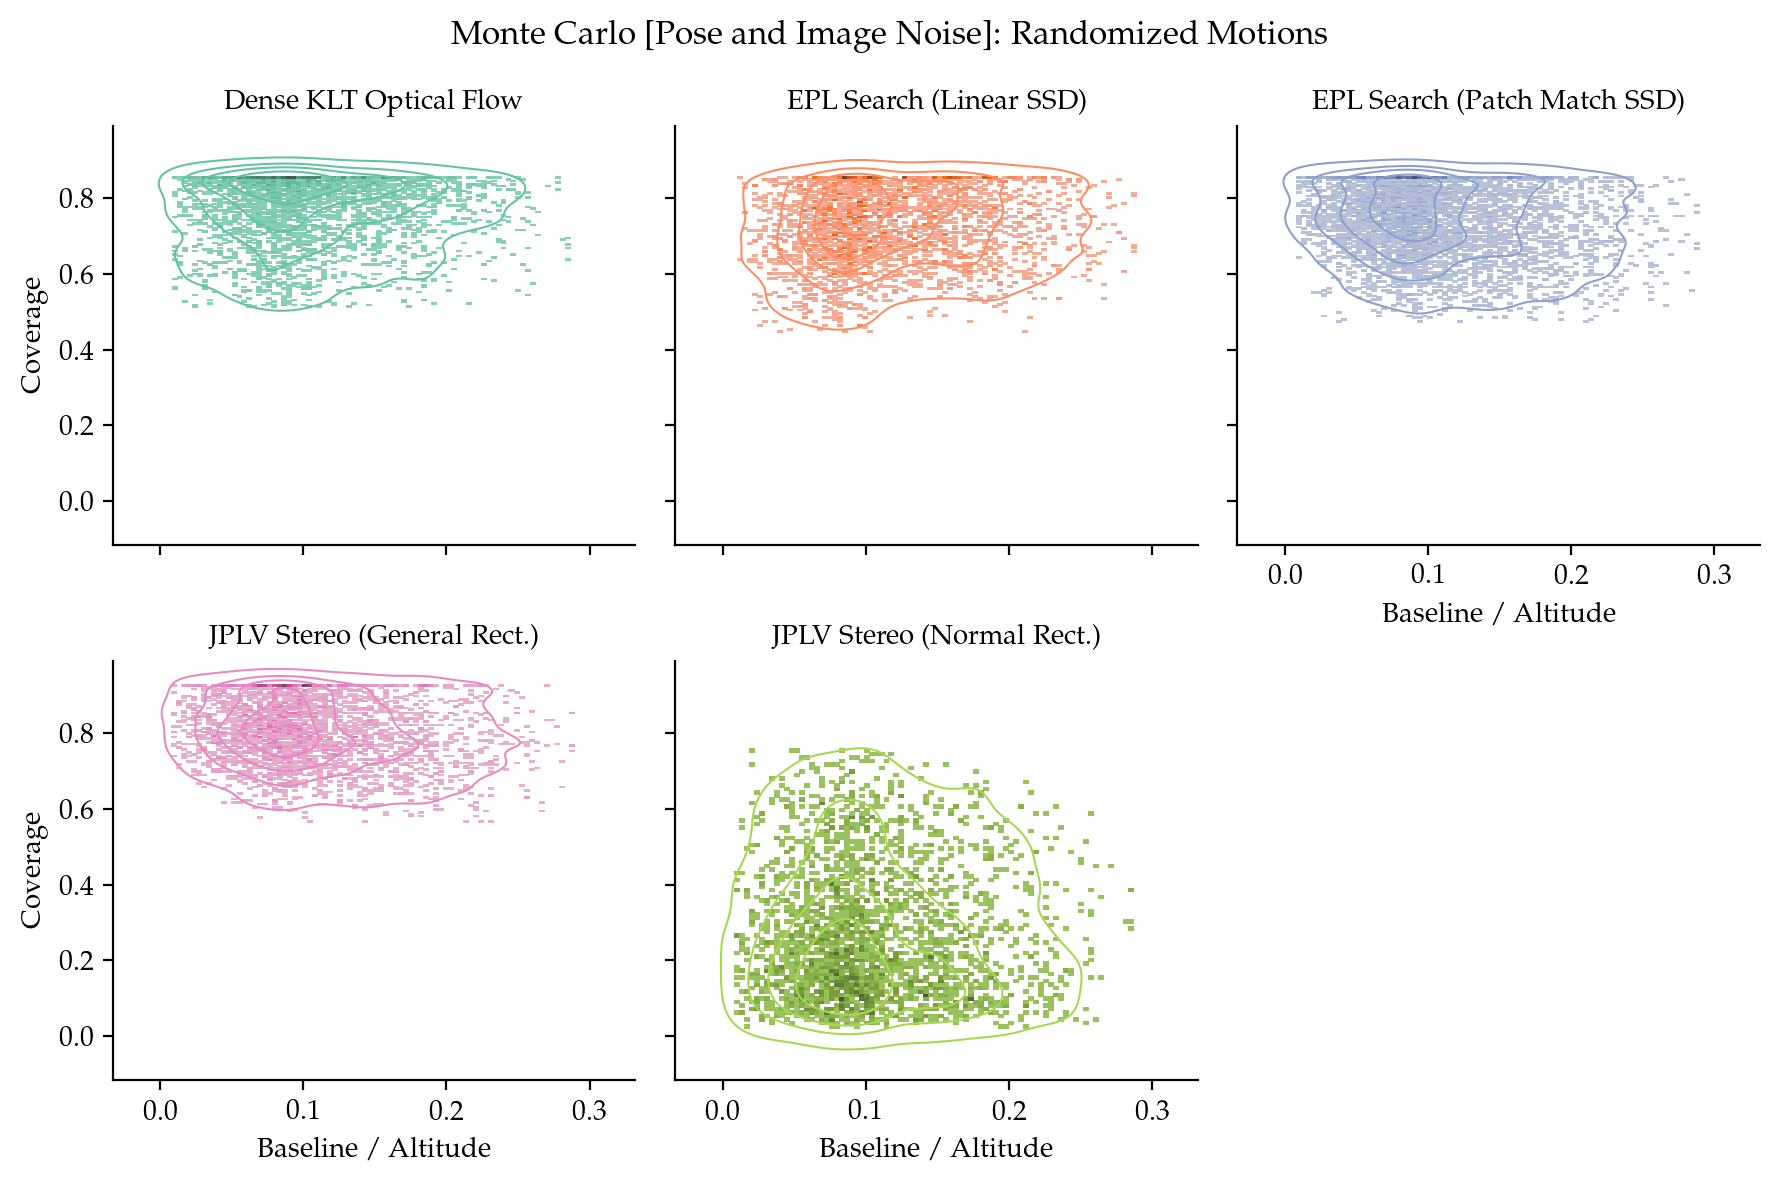 Monte Carlo [Pose and Image Noise]: Randomized Motions
Dense KLT Optical Flow
EPL Search (Linear SSD)
EPL Search (Patch Match SSD)
Coverage
0.8
0.6
0.4
0.2
0.0
0.0 0.1 0.2 0.3
Baseline / Altitude
JPLV Stereo (General Rect.)
JPLV Stereo (Normal Rect.)
Coverage
0.8
0.6
0.4
0.2
0.0
0.0 0.1 0.2 0.3
Baseline / Altitude
0.0 0.1 0.2 0.3
Baseline / Altitude